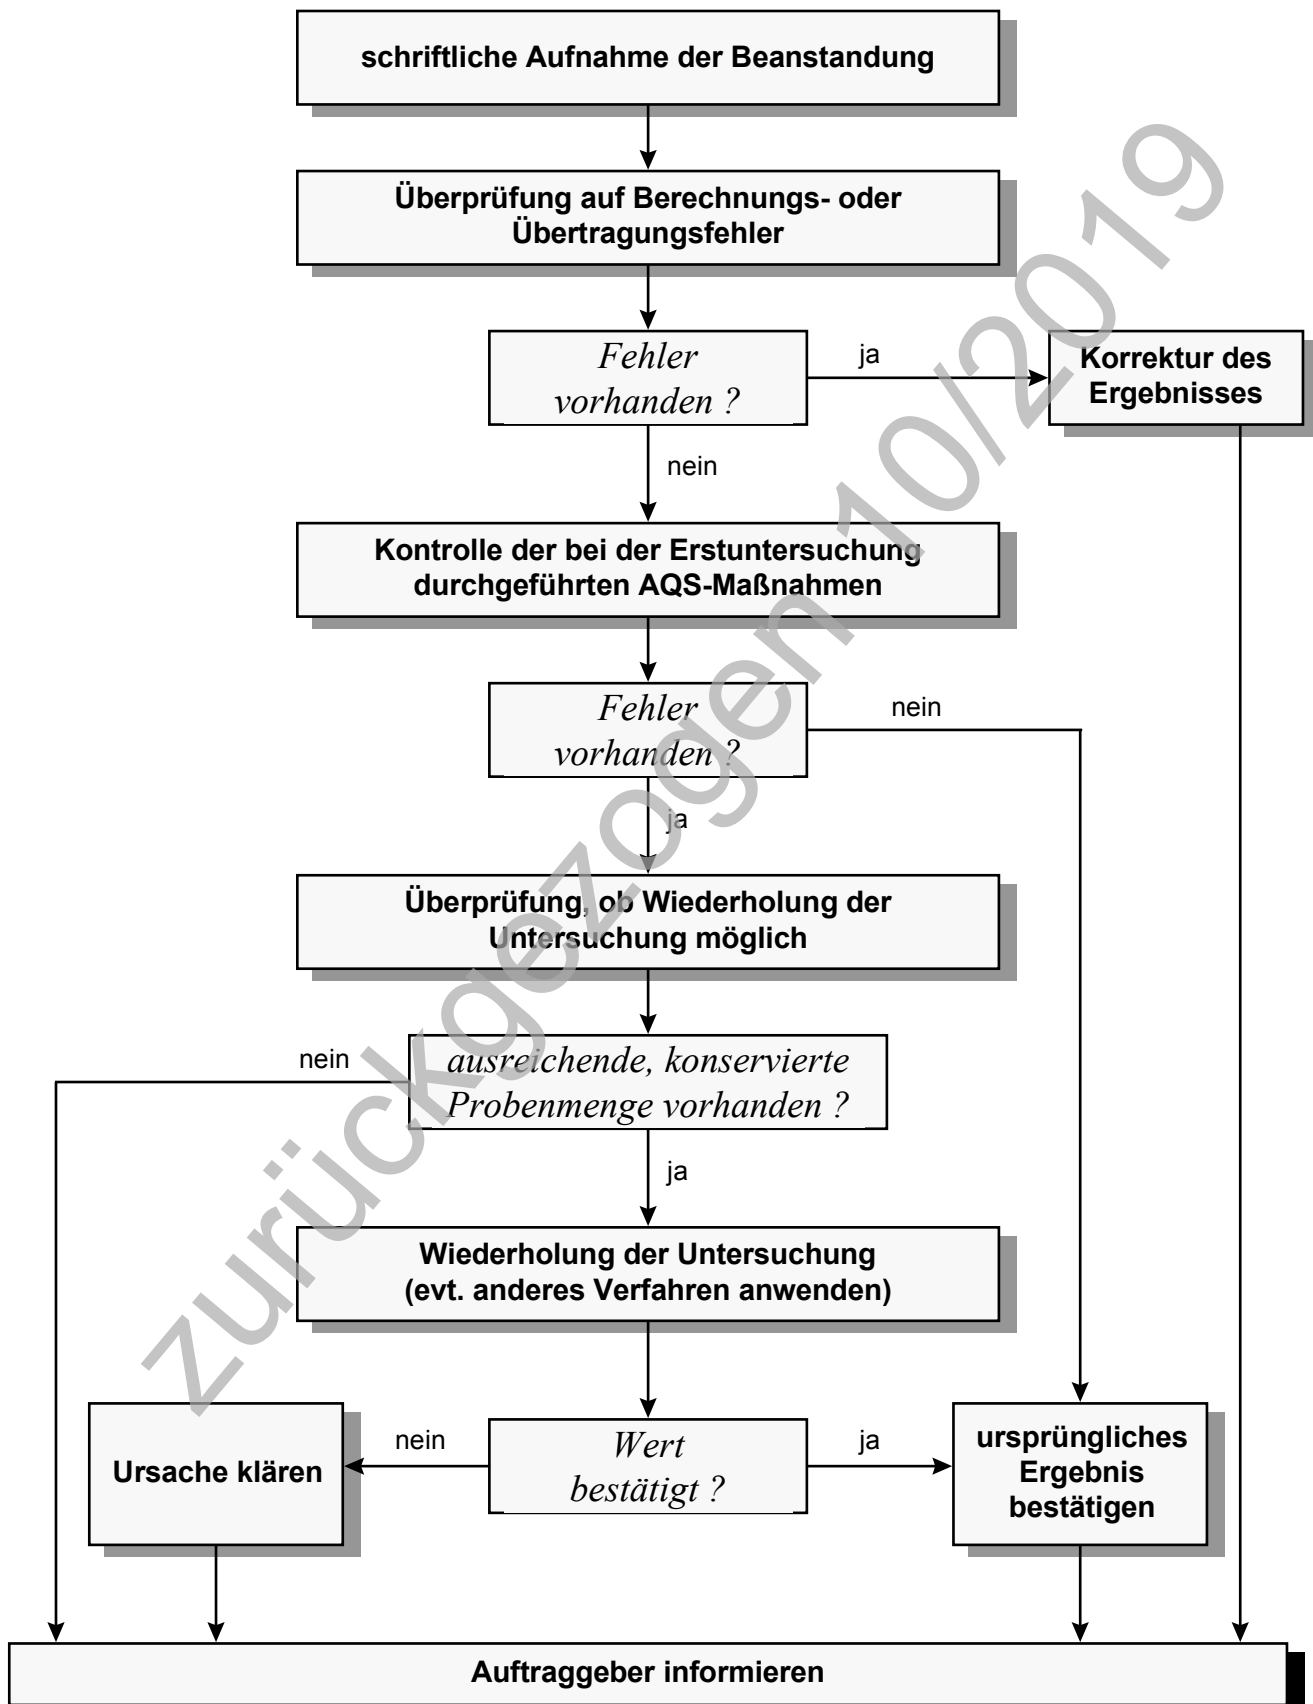 schriftliche Aufnahme der Beanstandung
Überprüfung auf Berechnungs- oder
Übertragungsfehler
Fehler
vorhanden ?
ja
Korrektur des
Ergebnisses
nein
Kontrolle der bei der Erstuntersuchung
durchgeführten AQS-Maßnahmen
Fehler
vorhanden ?
nein
ja
Überprüfung, ob Wiederholung der
Untersuchung möglich
nein
ausreichende, konservierte
Probenmenge vorhanden ?
ja
Wiederholung der Untersuchung
(evt. anderes Verfahren anwenden)
Ursache klären
nein
Wert
bestätigt ?
ja
ursprüngliches
Ergebnis
bestätigen
Auftraggeber informieren
zurückgezogen 10/2019